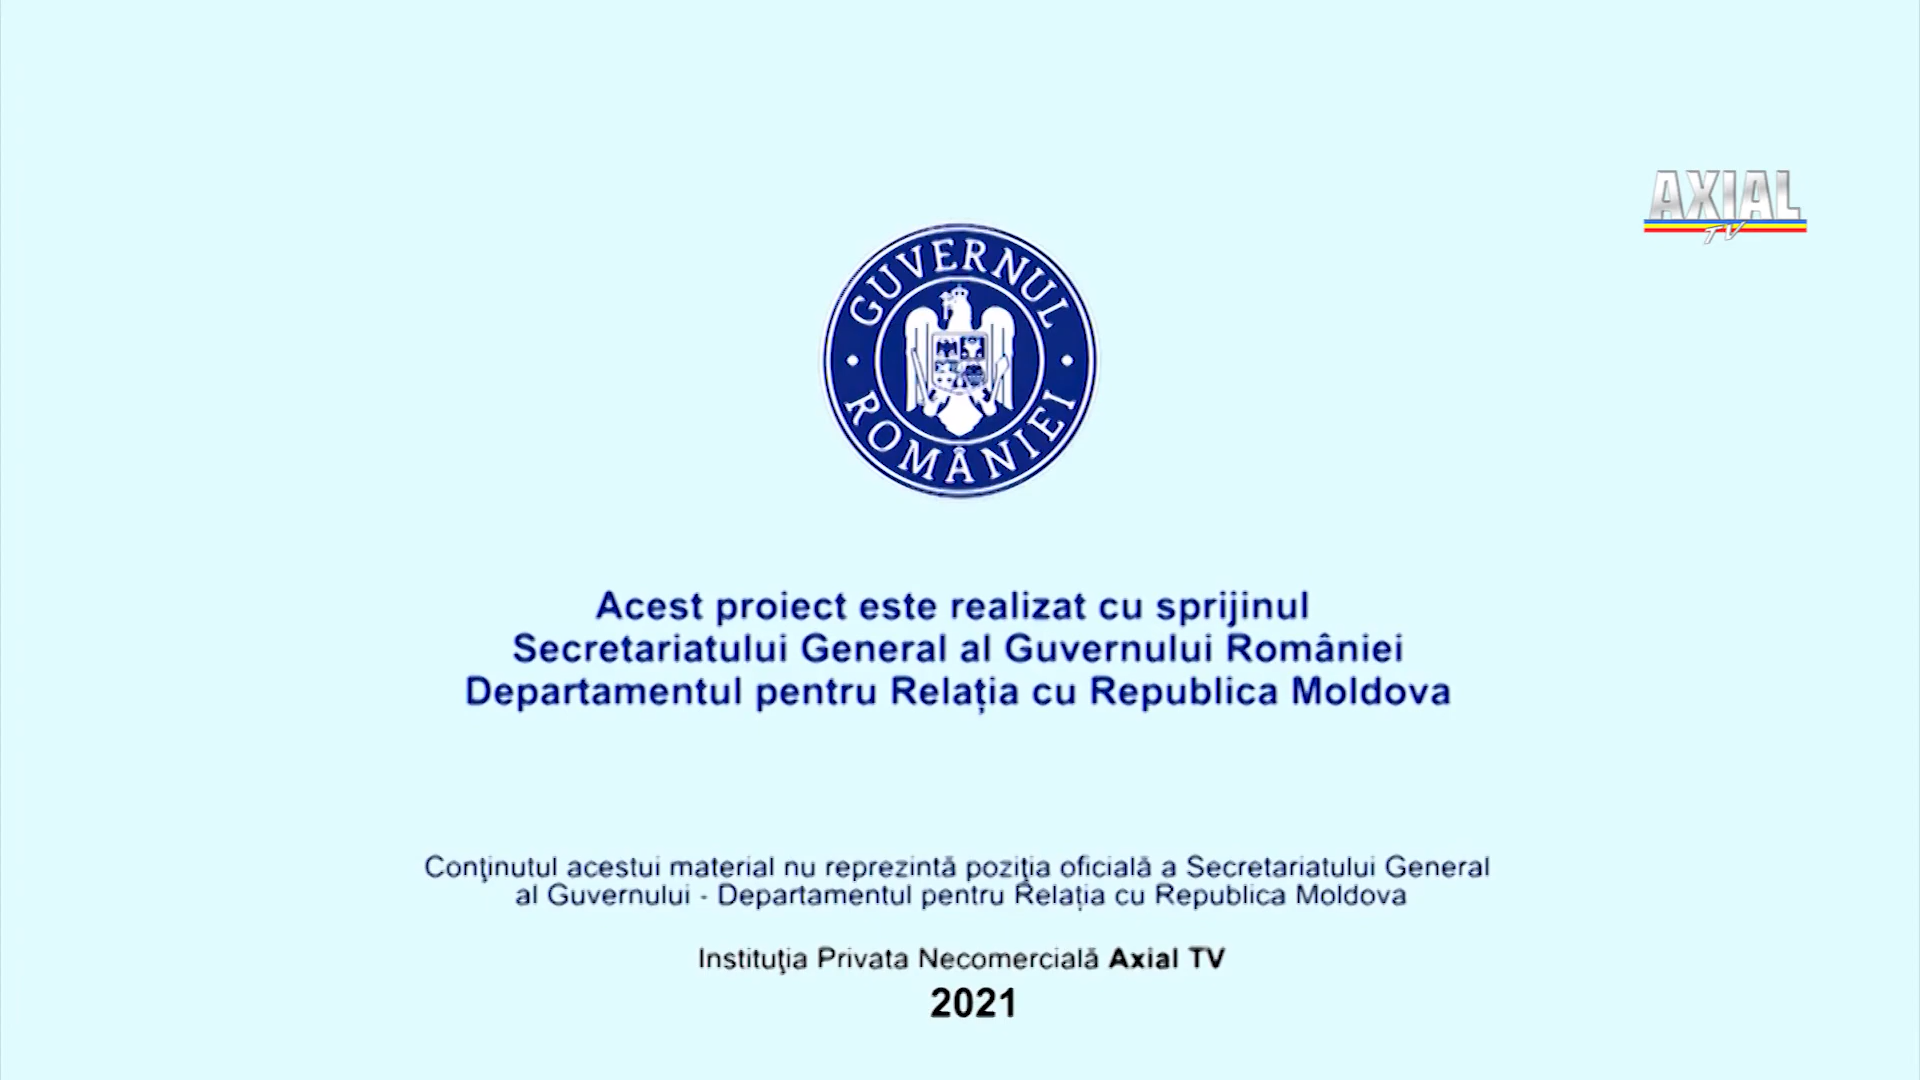 AXIAL
TV
GUVERNUL
ROMÂNIEI
Acest proiect este realizat cu sprijinul
Secretariatului General al Guvernului României
Departamentul pentru Relația cu Republica Moldova
Conţinutul acestui material nu reprezintă poziţia oficială a Secretariatului General
al Guvernului - Departamentul pentru Relația cu Republica Moldova
Instituţia Privata Necomercială Axial TV
2021